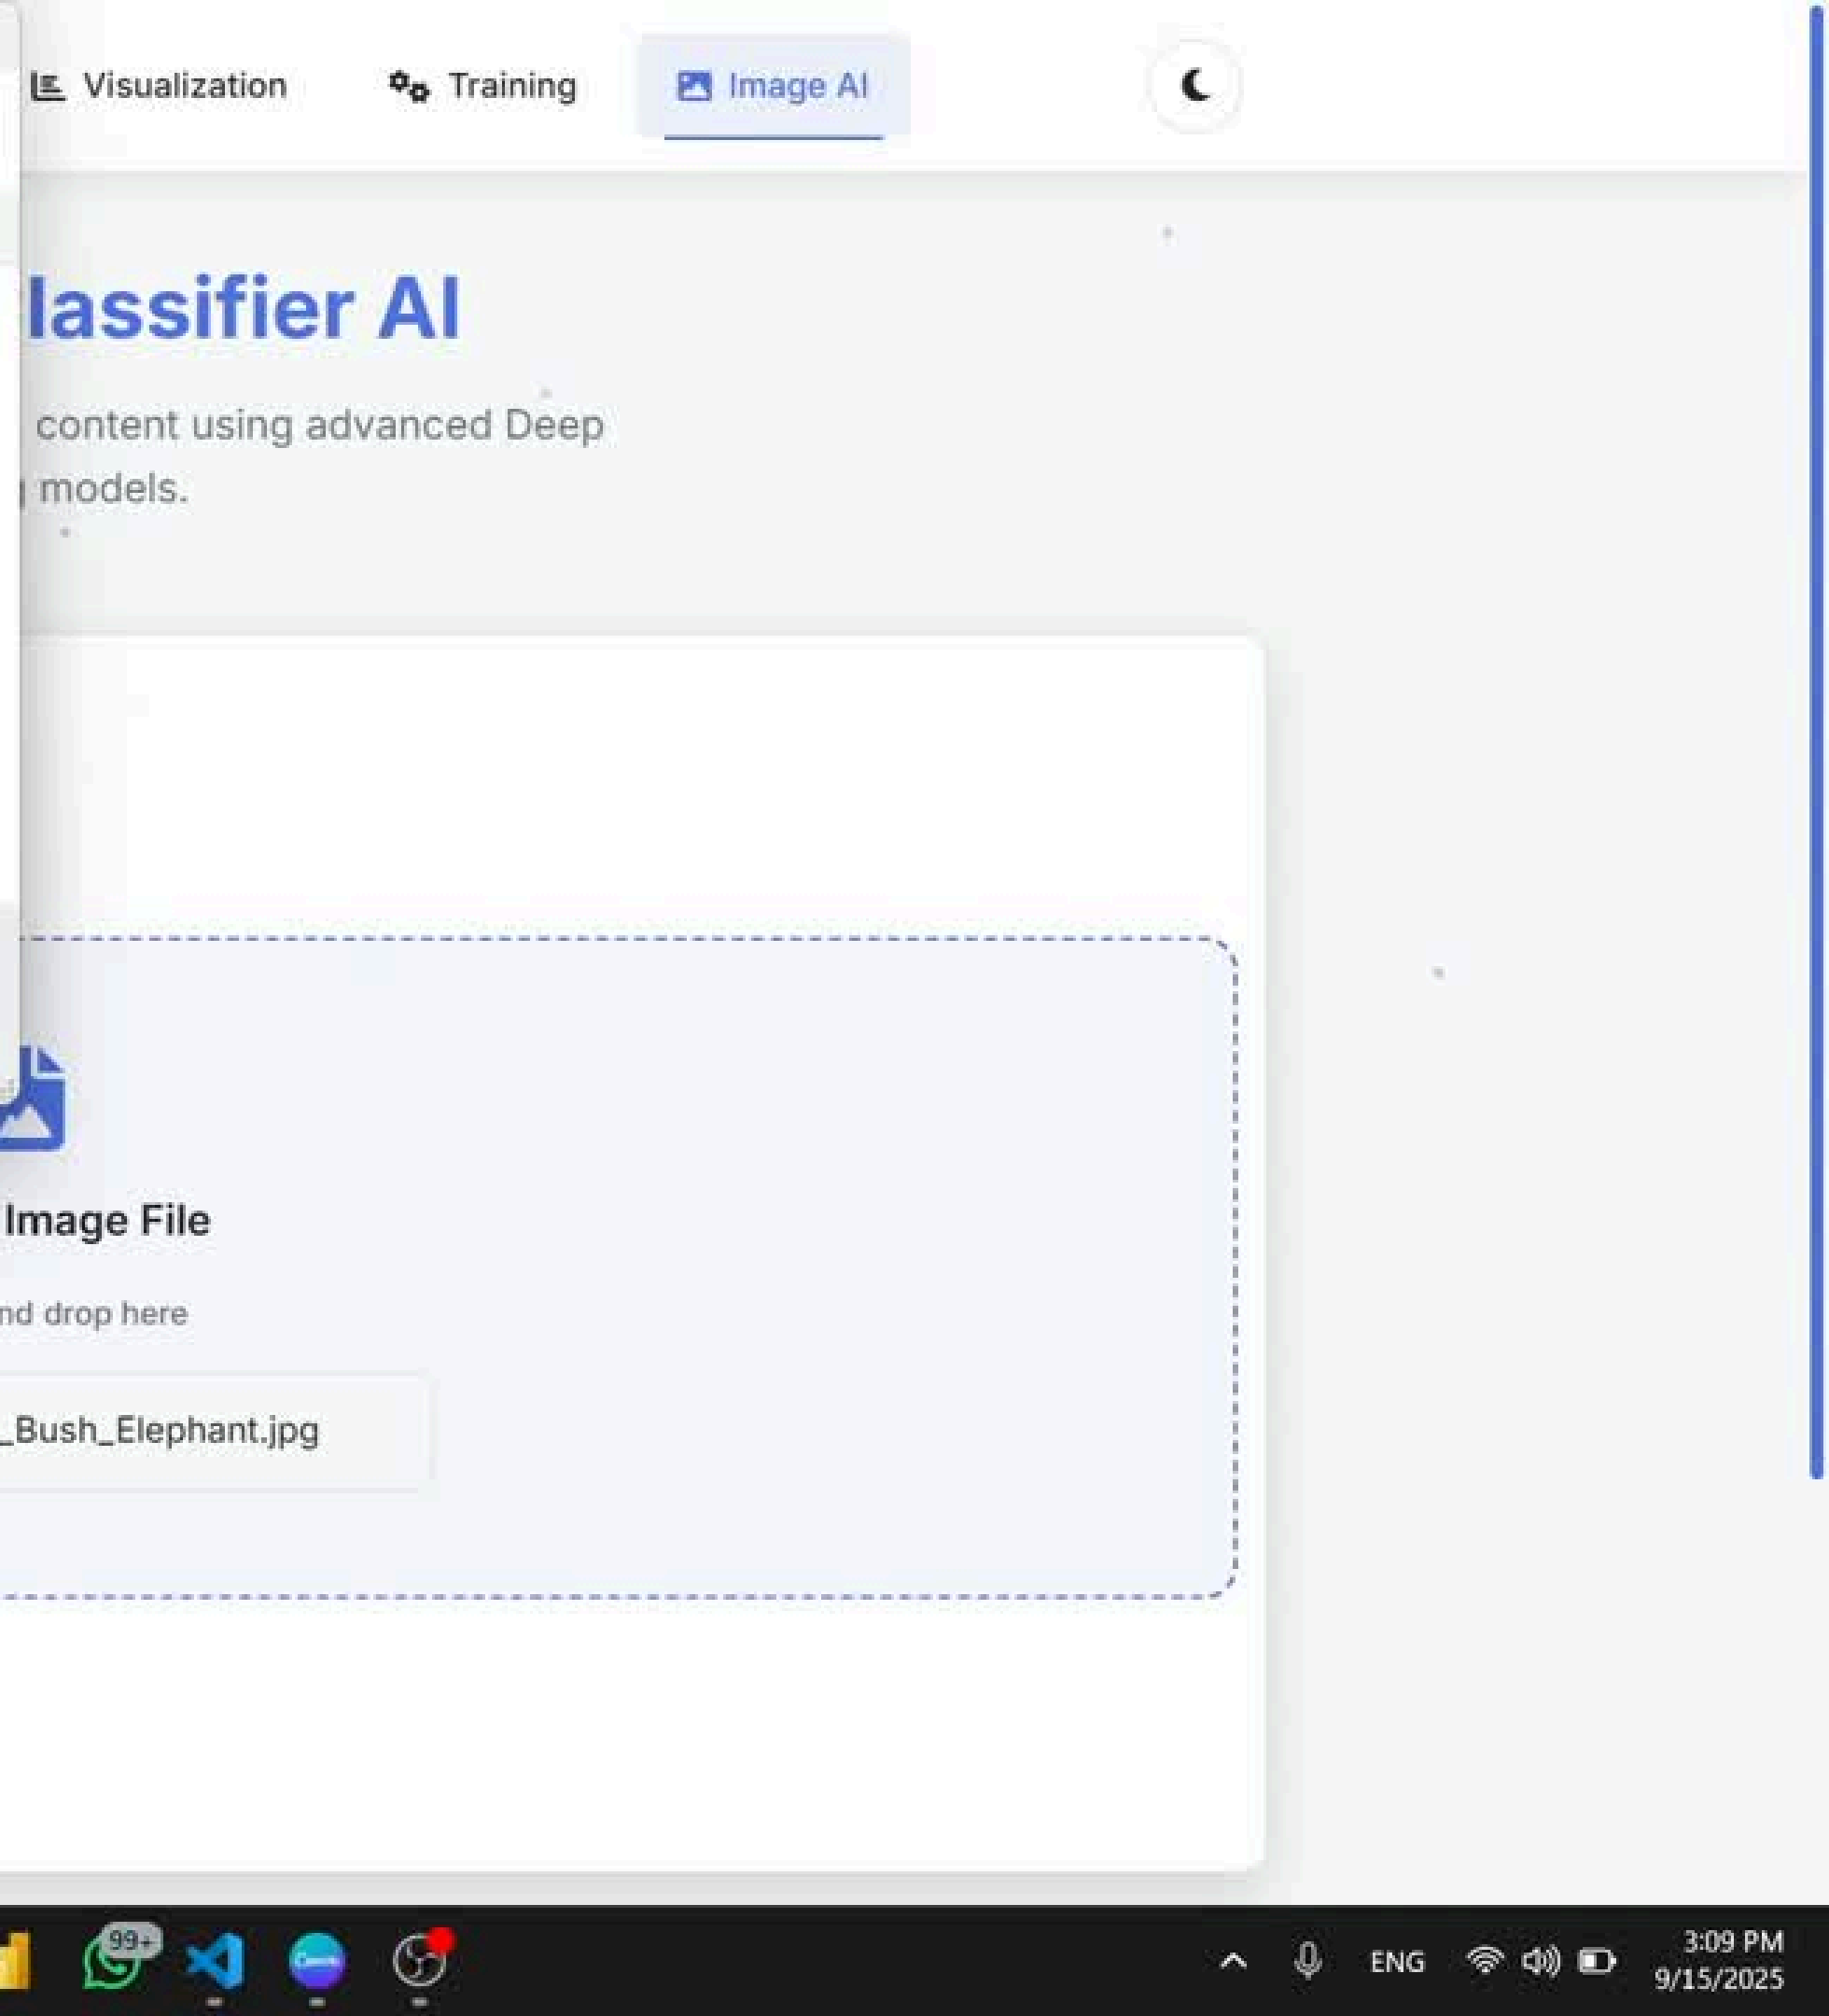 Visualization
Training
Image AI
lassifier AI
content using advanced Deep
models.
Image File
nd drop here
_Bush_Elephant.jpg
99+
Canva
ENG
3:09 PM
9/15/2025